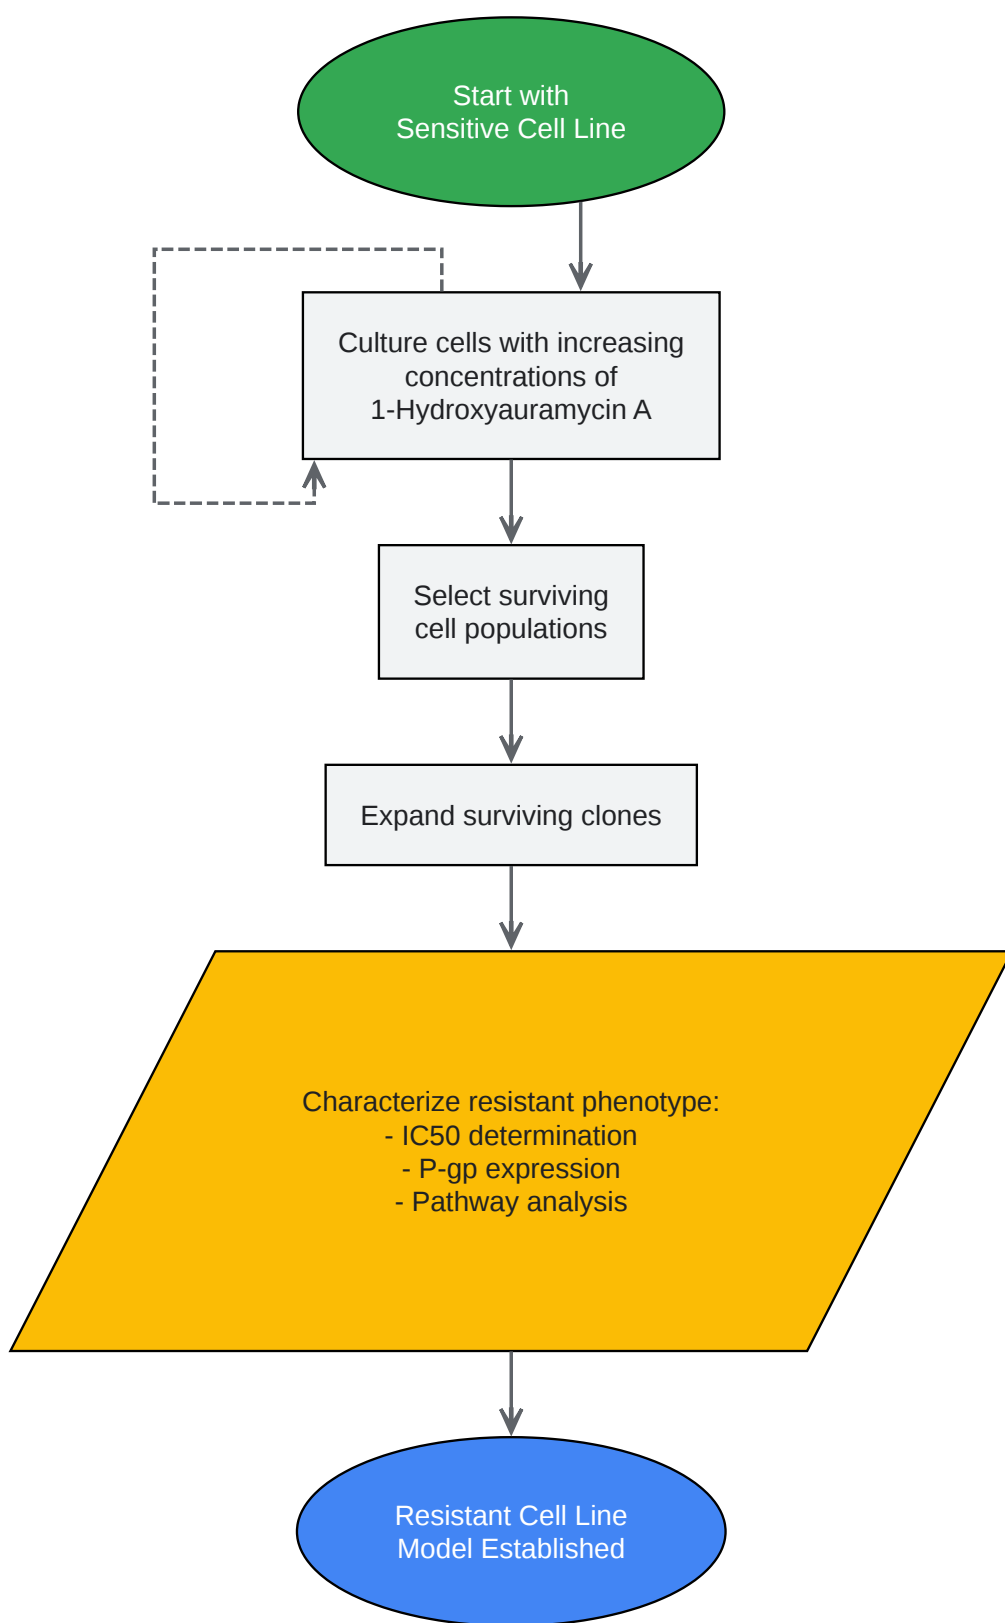 Start with
Sensitive Cell Line
Culture cells with increasing
concentrations of
1-Hydroxyauramycin A
Select surviving
cell populations
Expand surviving clones
Characterize resistant phenotype:
- IC50 determination
- P-gp expression
- Pathway analysis
Resistant Cell Line
Model Established